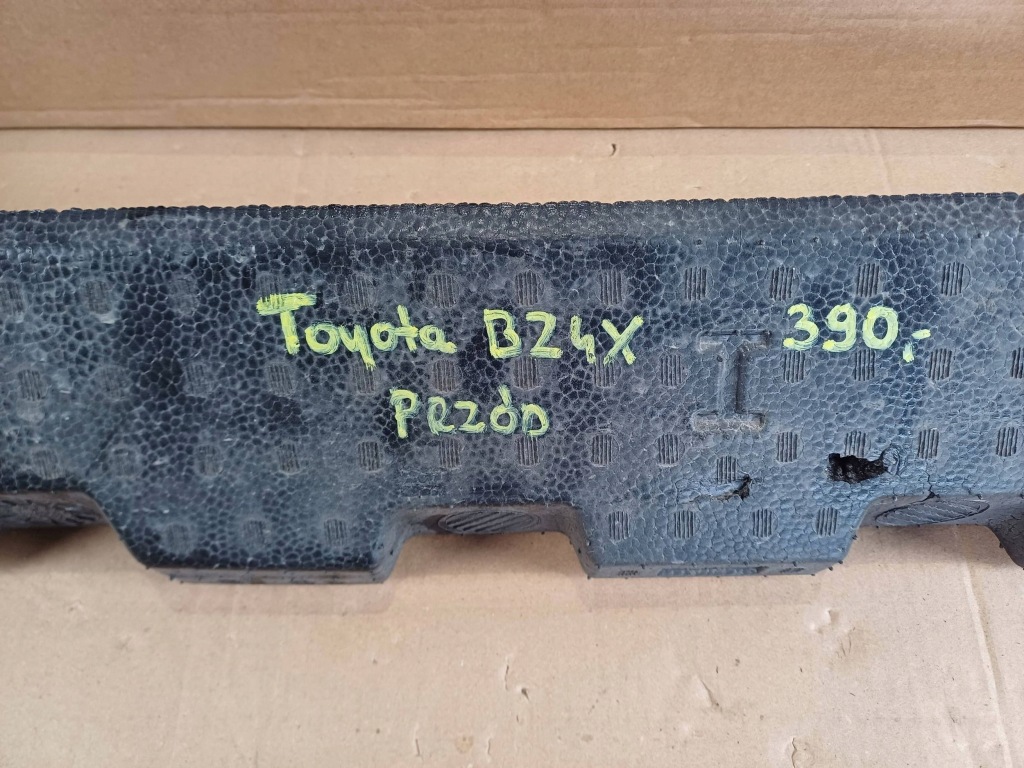 Toyota BZ4X 390,-
PRZÓD
I